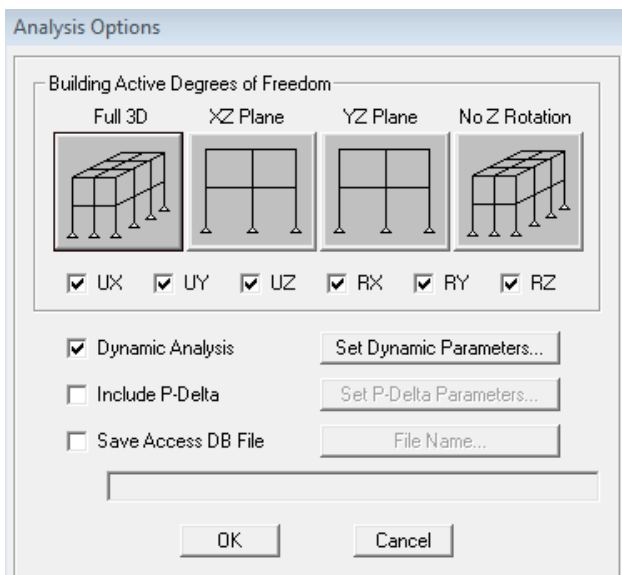 Analysis Options
Building Active Degrees of Freedom
Full 3D XZ Plane YZ Plane No Z Rotation
UX UY UZ RX RY RZ
Dynamic Analysis Set Dynamic Parameters...
Include P-Delta Set P-Delta Parameters...
Save Access DB File File Name...
OK Cancel